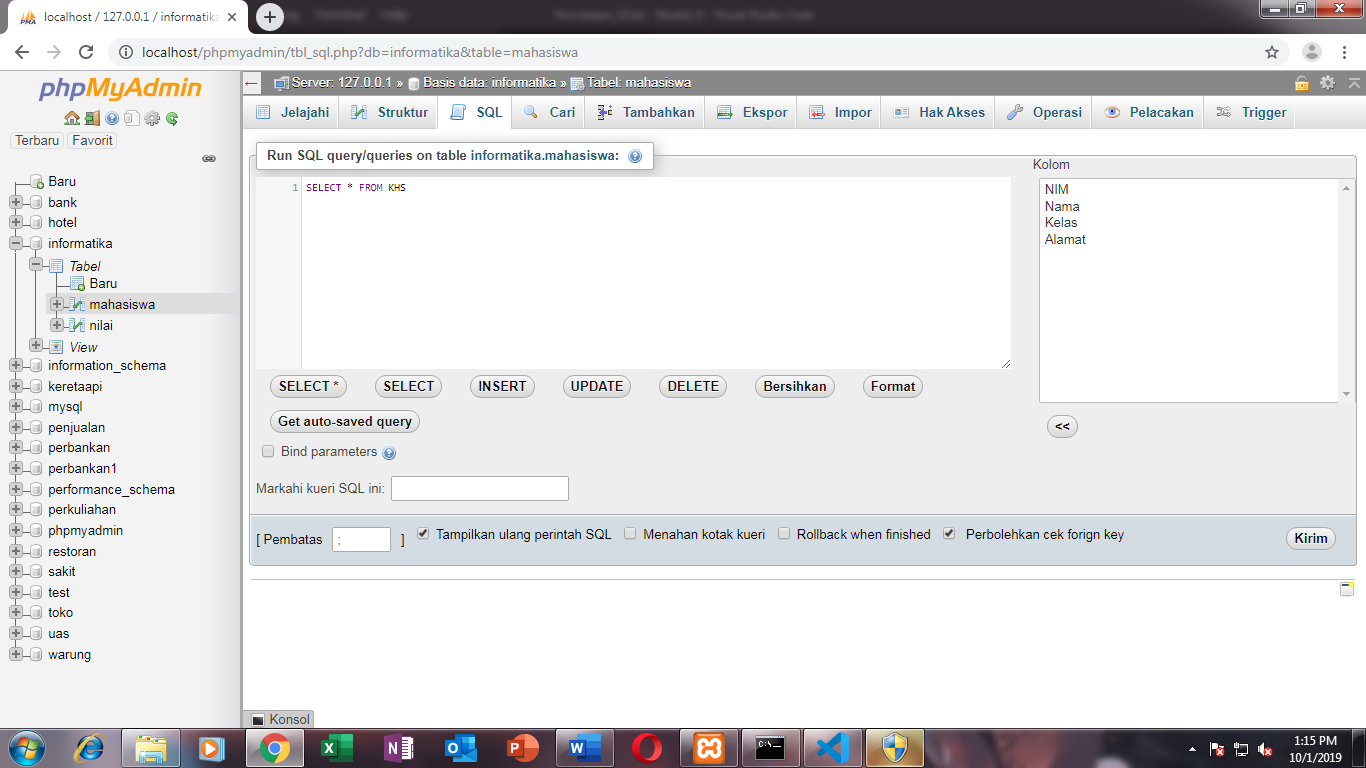 localhost / 127.0.0.1 / informatika
localhost/phpmyadmin/tbl_sql.php?db=informatika&table=mahasiswa
phpMyAdmin
Terbaru Favorit
Baru
bank
hotel
informatika
Tabel
Baru
mahasiswa
nilai
View
information_schema
keretaapi
mysql
penjualan
perbankan
perbankan1
performance_schema
perkuliahan
phpmyadmin
restoran
sakit
test
toko
uas
warung
Server: 127.0.0.1 » Basis data: informatika » Tabel: mahasiswa
Jelajahi Struktur SQL Cari Tambahkan Ekspor Impor Hak Akses Operasi Pelacakan Trigger
Run SQL query/queries on table informatika.mahasiswa:
1 SELECT * FROM KHS
Kolom
NIM
Nama
Kelas
Alamat
SELECT * SELECT INSERT UPDATE DELETE Bersihkan Format
Get auto-saved query
<<
Bind parameters
Markahi kueri SQL ini:
[ Pembatas ; ] Tampilkan ulang perintah SQL Menahan kotak kueri Rollback when finished Perbolehkan cek forign key Kirim
Konsol
1:15 PM
10/1/2019